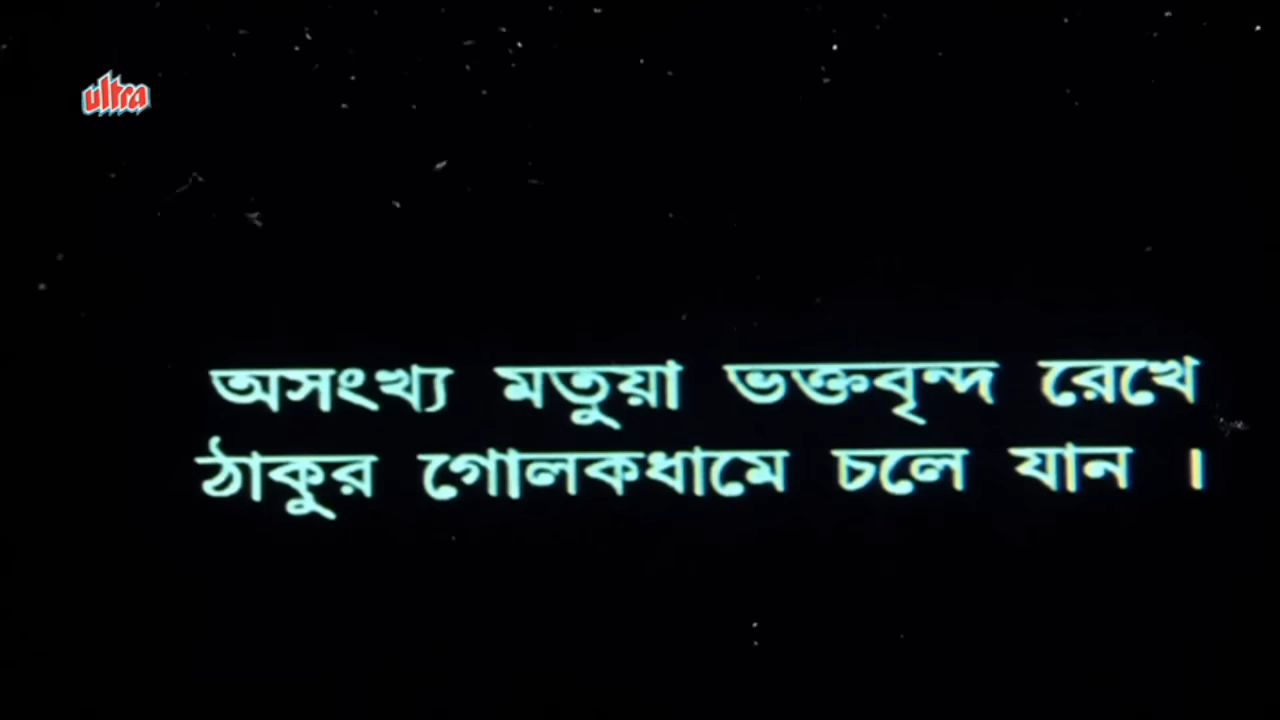 ultra
অসংখ্য মতুয়া ভক্তবৃন্দ রেখে
ঠাকুর গোলকধামে চলে যান ।